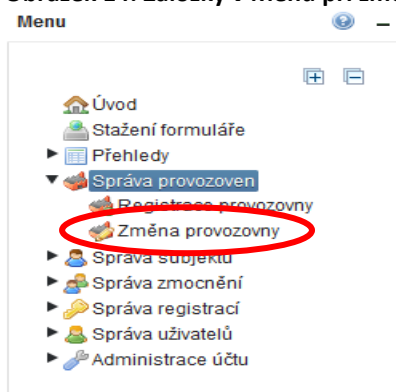 Menu
Úvod
Stažení formuláře
Přehledy
Správa provozoven
Registrace provozovny
Změna provozovny
Správa subjektů
Správa zmocnění
Správa registrací
Správa uživatelů
Administrace účtu